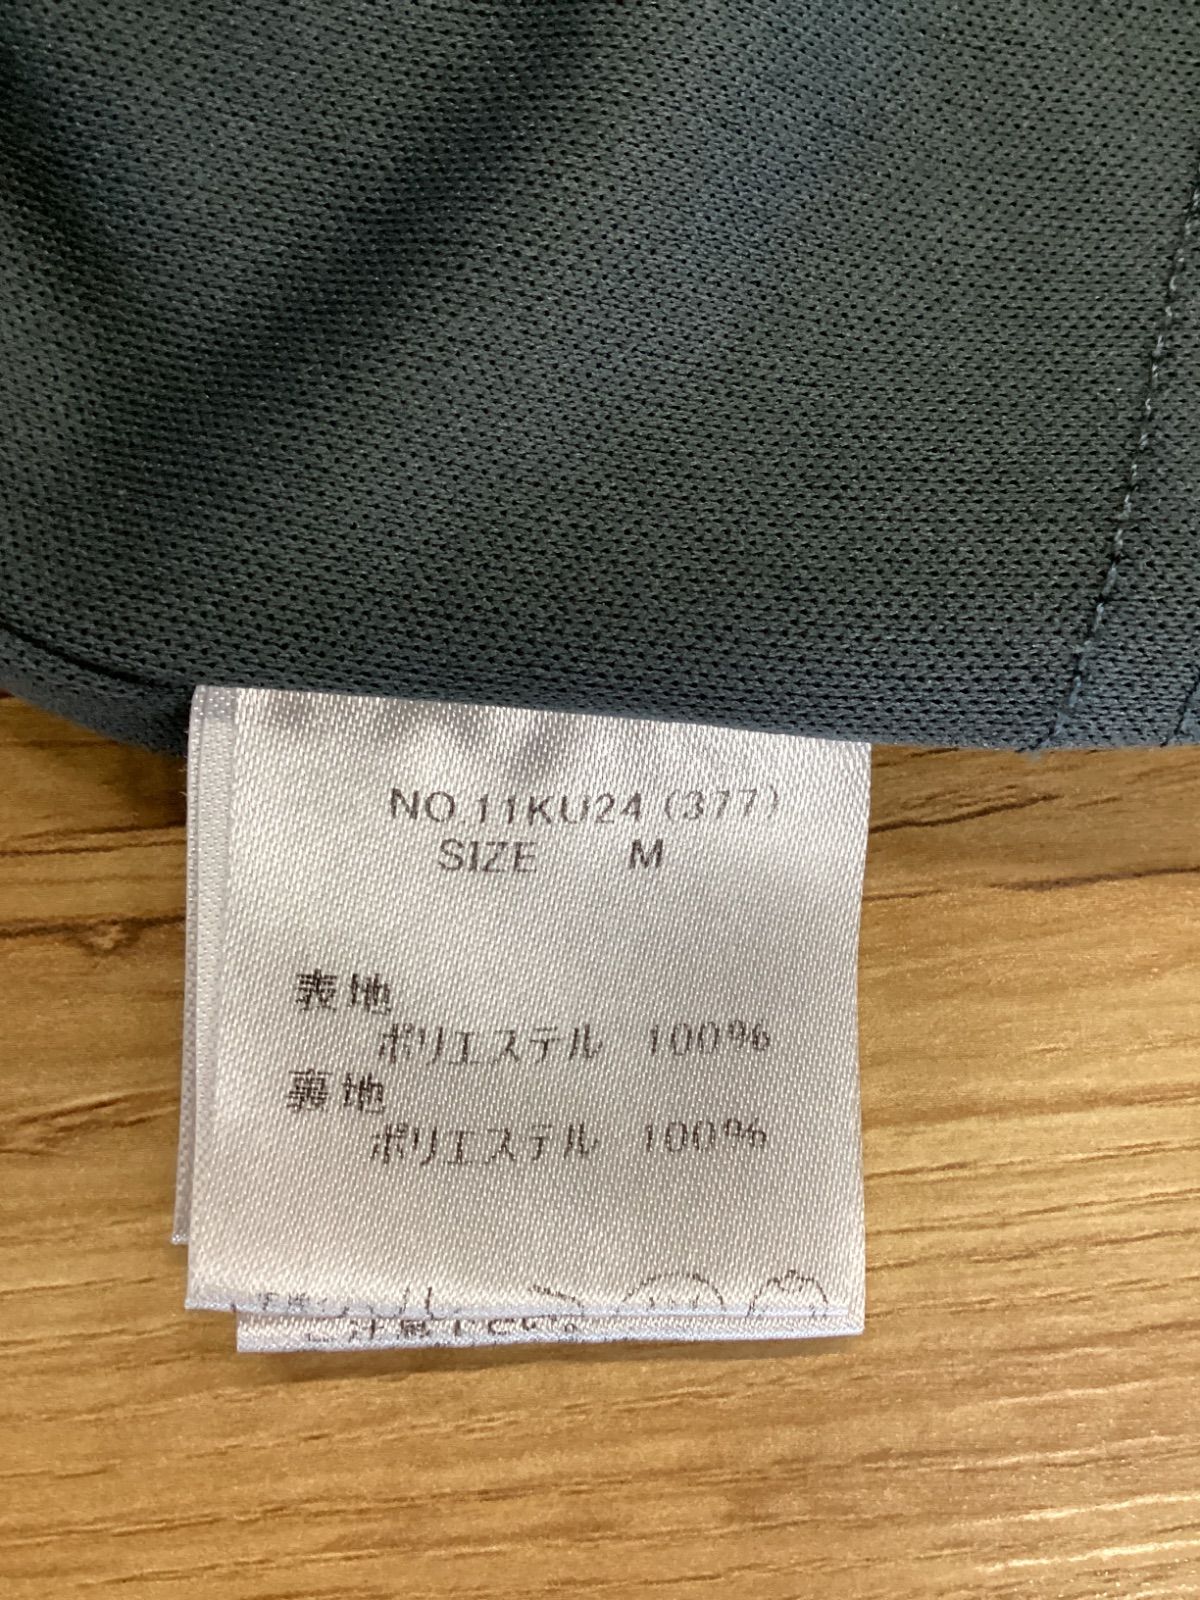 NO.11KU24 (377)
SIZE M
表地
ポリエステル 100%
裏地
ポリエステル 100%